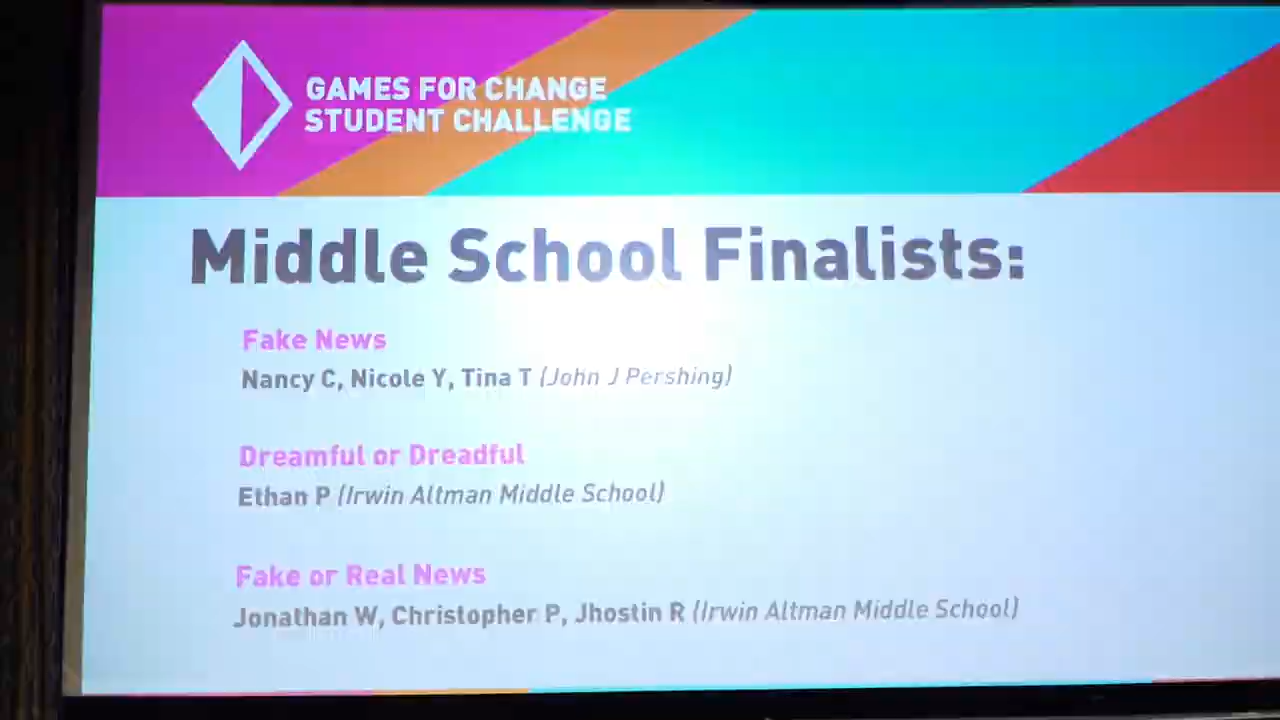 GAMES FOR CHANGE
STUDENT CHALLENGE
Middle School Finalists:
Fake News
Nancy C, Nicole Y, Tina T (John J Pershing)
Dreamful or Dreadful
Ethan P (Irwin Altman Middle School)
Fake or Real News
Jonathan W, Christopher P, Jhostin R (Irwin Altman Middle School)